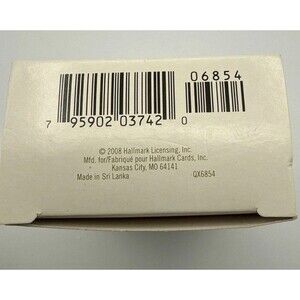 06854
7 95902 03742 0
© 2008 Hallmark Licensing, Inc.
Mfd. for/Fabriqué pour Hallmark Cards, Inc.
Kansas City, MO 64141
Made in Sri Lanka QX6854